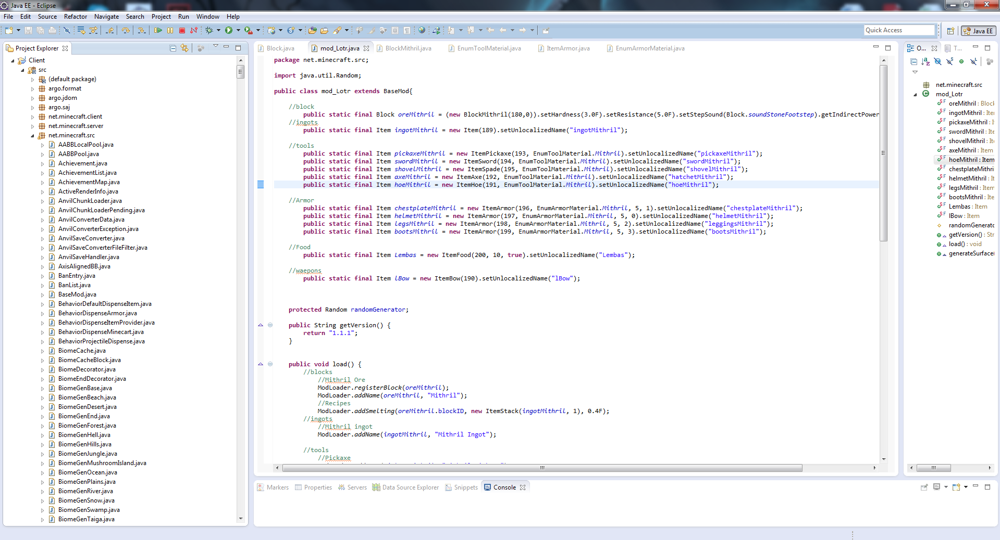 Java EE - Eclipse
File Edit Source Refactor Navigate Search Project Run Window Help
Quick Access
Java EE
Project Explorer
Client
src
(default package)
argo.format
argo.jdom
argo.saj
net.minecraft.client
net.minecraft.server
net.minecraft.src
AABBLocalPool.java
AABBPool.java
Achievement.java
AchievementList.java
AchievementMap.java
ActiveRenderInfo.java
AnvilChunkLoader.java
AnvilChunkLoaderPending.java
AnvilConverterData.java
AnvilConverterException.java
AnvilSaveConverter.java
AnvilSaveConverterFileFilter.java
AnvilSaveHandler.java
AxisAlignedBB.java
BanEntry.java
BanList.java
BaseMod.java
BehaviorDefaultDispenseItem.java
BehaviorDispenseArmor.java
BehaviorDispenseItemProvider.java
BehaviorDispenseMinecart.java
BehaviorProjectileDispense.java
BiomeCache.java
BiomeCacheBlock.java
BiomeDecorator.java
BiomeEndDecorator.java
BiomeGenBase.java
BiomeGenBeach.java
BiomeGenDesert.java
BiomeGenEnd.java
BiomeGenForest.java
BiomeGenHell.java
BiomeGenHills.java
BiomeGenJungle.java
BiomeGenMushroomIsland.java
BiomeGenOcean.java
BiomeGenPlains.java
BiomeGenRiver.java
BiomeGenSnow.java
BiomeGenSwamp.java
BiomeGenTaiga.java
Block.java mod_Lotr.java BlockMithril.java EnumToolMaterial.java ItemArmor.java EnumArmorMaterial.java
package net.minecraft.src;
import java.util.Random;
public class mod_Lotr extends BaseMod{
//block
public static final Block oreMithril = (new BlockMithril(180,0)).setHardness(3.0F).setResistance(5.0F).setStepSound(Block.soundStoneFootstep).getIndirectPower
//ingots
public static final Item ingotMithril = new Item(189).setUnlocalizedName("ingotMithril");
//tools
public static final Item pickaxeMithril = new ItemPickaxe(193, EnumToolMaterial.Mithril).setUnlocalizedName("pickaxeMithril");
public static final Item swordMithril = new ItemSword(194, EnumToolMaterial.Mithril).setUnlocalizedName("swordMithril");
public static final Item shovelMithril = new ItemSpade(195, EnumToolMaterial.Mithril).setUnlocalizedName("shovelMithril");
public static final Item axeMithril = new ItemAxe(192, EnumToolMaterial.Mithril).setUnlocalizedName("hatchetMithril");
public static final Item hoeMithril = new ItemHoe(191, EnumToolMaterial.Mithril).setUnlocalizedName("hoeMithril");
//Armor
public static final Item chestplateMithril = new ItemArmor(196, EnumArmorMaterial.Mithril, 5, 1).setUnlocalizedName("chestplateMithril");
public static final Item helmetMithril = new ItemArmor(197, EnumArmorMaterial.Mithril, 5, 0).setUnlocalizedName("helmetMithril");
public static final Item legsMithril = new ItemArmor(198, EnumArmorMaterial.Mithril, 5, 2).setUnlocalizedName("leggingsMithril");
public static final Item bootsMithril = new ItemArmor(199, EnumArmorMaterial.Mithril, 5, 3).setUnlocalizedName("bootsMithril");
//Food
public static final Item Lembas = new ItemFood(200, 10, true).setUnlocalizedName("Lembas");
//waepons
public static final Item lBow = new ItemBow(190).setUnlocalizedName("lBow");
protected Random randomGenerator;
public String getVersion() {
return "1.1.1";
}
public void load() {
//blocks
//Mithril Ore
ModLoader.registerBlock(oreMithril);
ModLoader.addName(oreMithril, "Mithril");
//Recipes
ModLoader.addSmelting(oreMithril.blockID, new ItemStack(ingotMithril, 1), 0.4F);
//ingots
//Mithril ingot
ModLoader.addName(ingotMithril, "Mithril Ingot");
//tools
//Pickaxe
O... T...
net.minecraft.src
mod_Lotr
oreMithril : Block
ingotMithril : Iter
pickaxeMithril : I
swordMithril : Ite
shovelMithril : It
axeMithril : Item
hoeMithril : Item
chestplateMithri
helmetMithril : I
legsMithril : Item
bootsMithril : Ite
Lembas : Item
lBow : Item
randomGenerato
getVersion() : Str
load() : void
generateSurface(
Markers Properties Servers Data Source Explorer Snippets Console